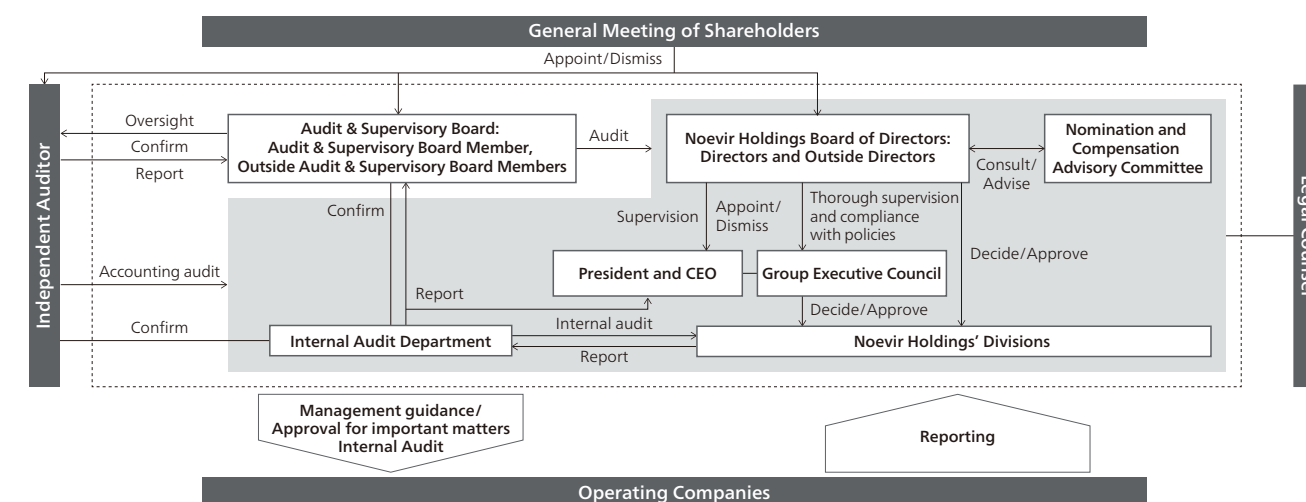 General Meeting of Shareholders
Appoint/Dismiss
Independent Auditor
Oversight
Confirm
Report
Audit & Supervisory Board:
Audit & Supervisory Board Member,
Outside Audit & Supervisory Board Members
Audit
Noevir Holdings Board of Directors:
Directors and Outside Directors
Consult/
Advise
Nomination and
Compensation
Advisory Committee
Confirm
Supervision
Appoint/
Dismiss
Thorough supervision
and compliance
with policies
Decide/Approve
Accounting audit
President and CEO
Group Executive Council
Report
Decide/Approve
Confirm
Internal Audit Department
Internal audit
Report
Noevir Holdings’ Divisions
Legal Counsel
Management guidance/
Approval for important matters
Internal Audit
Reporting
Operating Companies